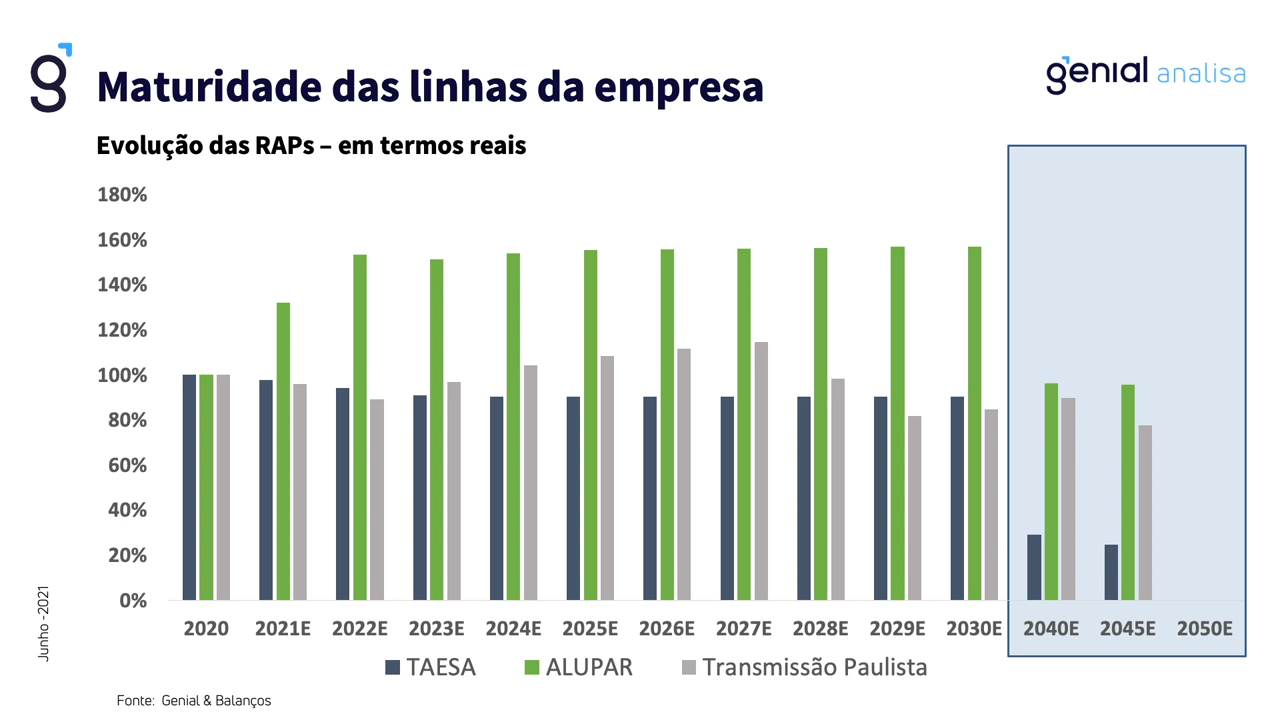 g
Maturidade das linhas da empresa
genial analisa
Evolução das RAPs – em termos reais
180%
160%
140%
120%
100%
80%
60%
40%
20%
0%
2020 2021E 2022E 2023E 2024E 2025E 2026E 2027E 2028E 2029E 2030E 2040E 2045E 2050E
TAESA ALUPAR Transmissão Paulista
Junho -2021
Fonte: Genial & Balanços